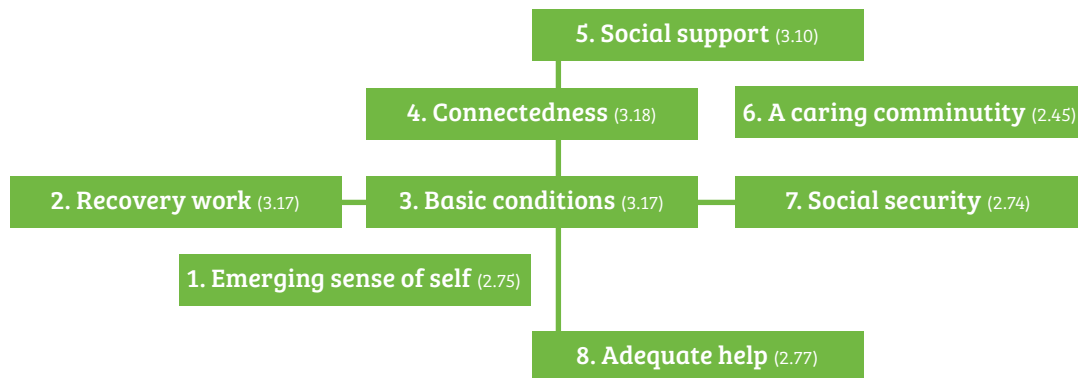 5. Social support (3.10)
4. Connectedness (3.18)
6. A caring comminutity (2.45)
2. Recovery work (3.17)
3. Basic conditions (3.17)
7. Social security (2.74)
1. Emerging sense of self (2.75)
8. Adequate help (2.77)